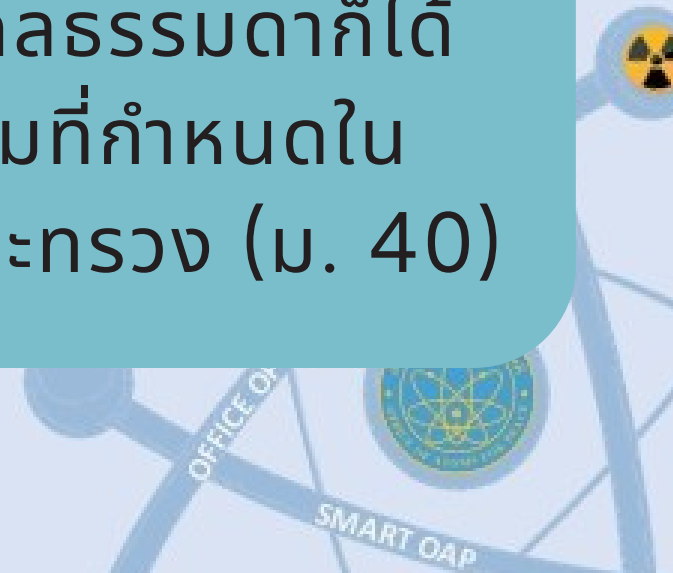 ลธรรมดาก็ได้
มที่กำหนดใน
ะทรวง (ม. 40)
OFFICE OF
SMART OAP